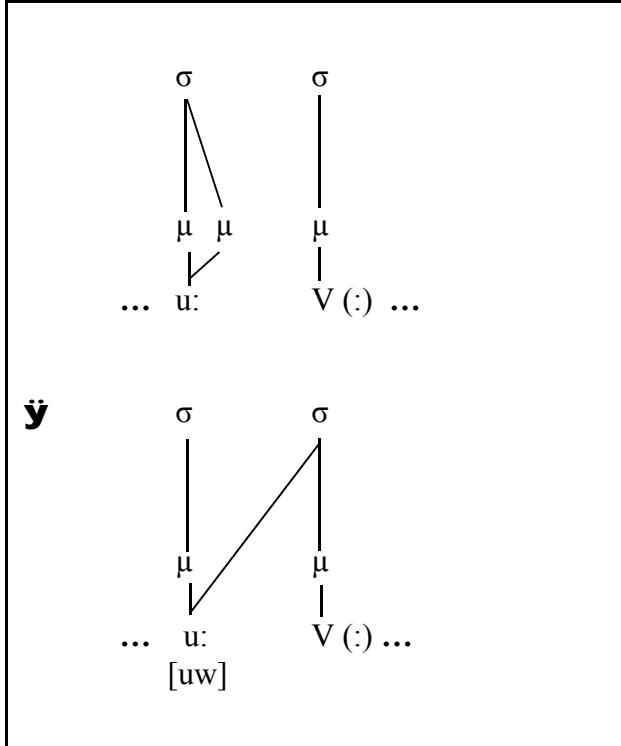 σ σ
μ μ μ
… u: V (:) …
ÿ σ σ
μ μ
… u: V (:) …
[uw]